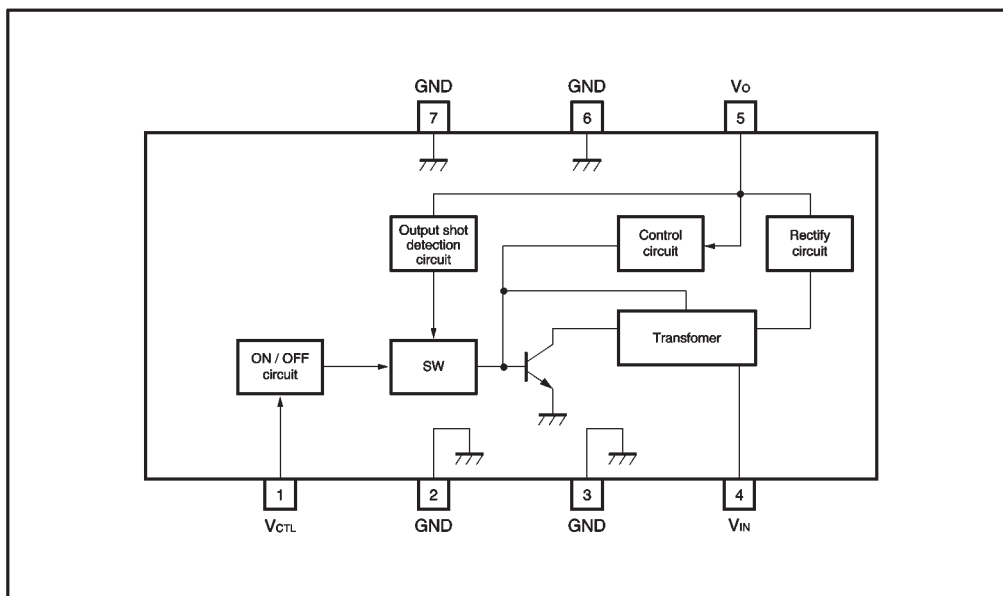 GND
GND
Vo
7
6
5
Output shot
detection
circuit
Control
circuit
Rectify
circuit
Transfomer
ON / OFF
circuit
SW
1
2
3
4
VCTL
GND
GND
VIN